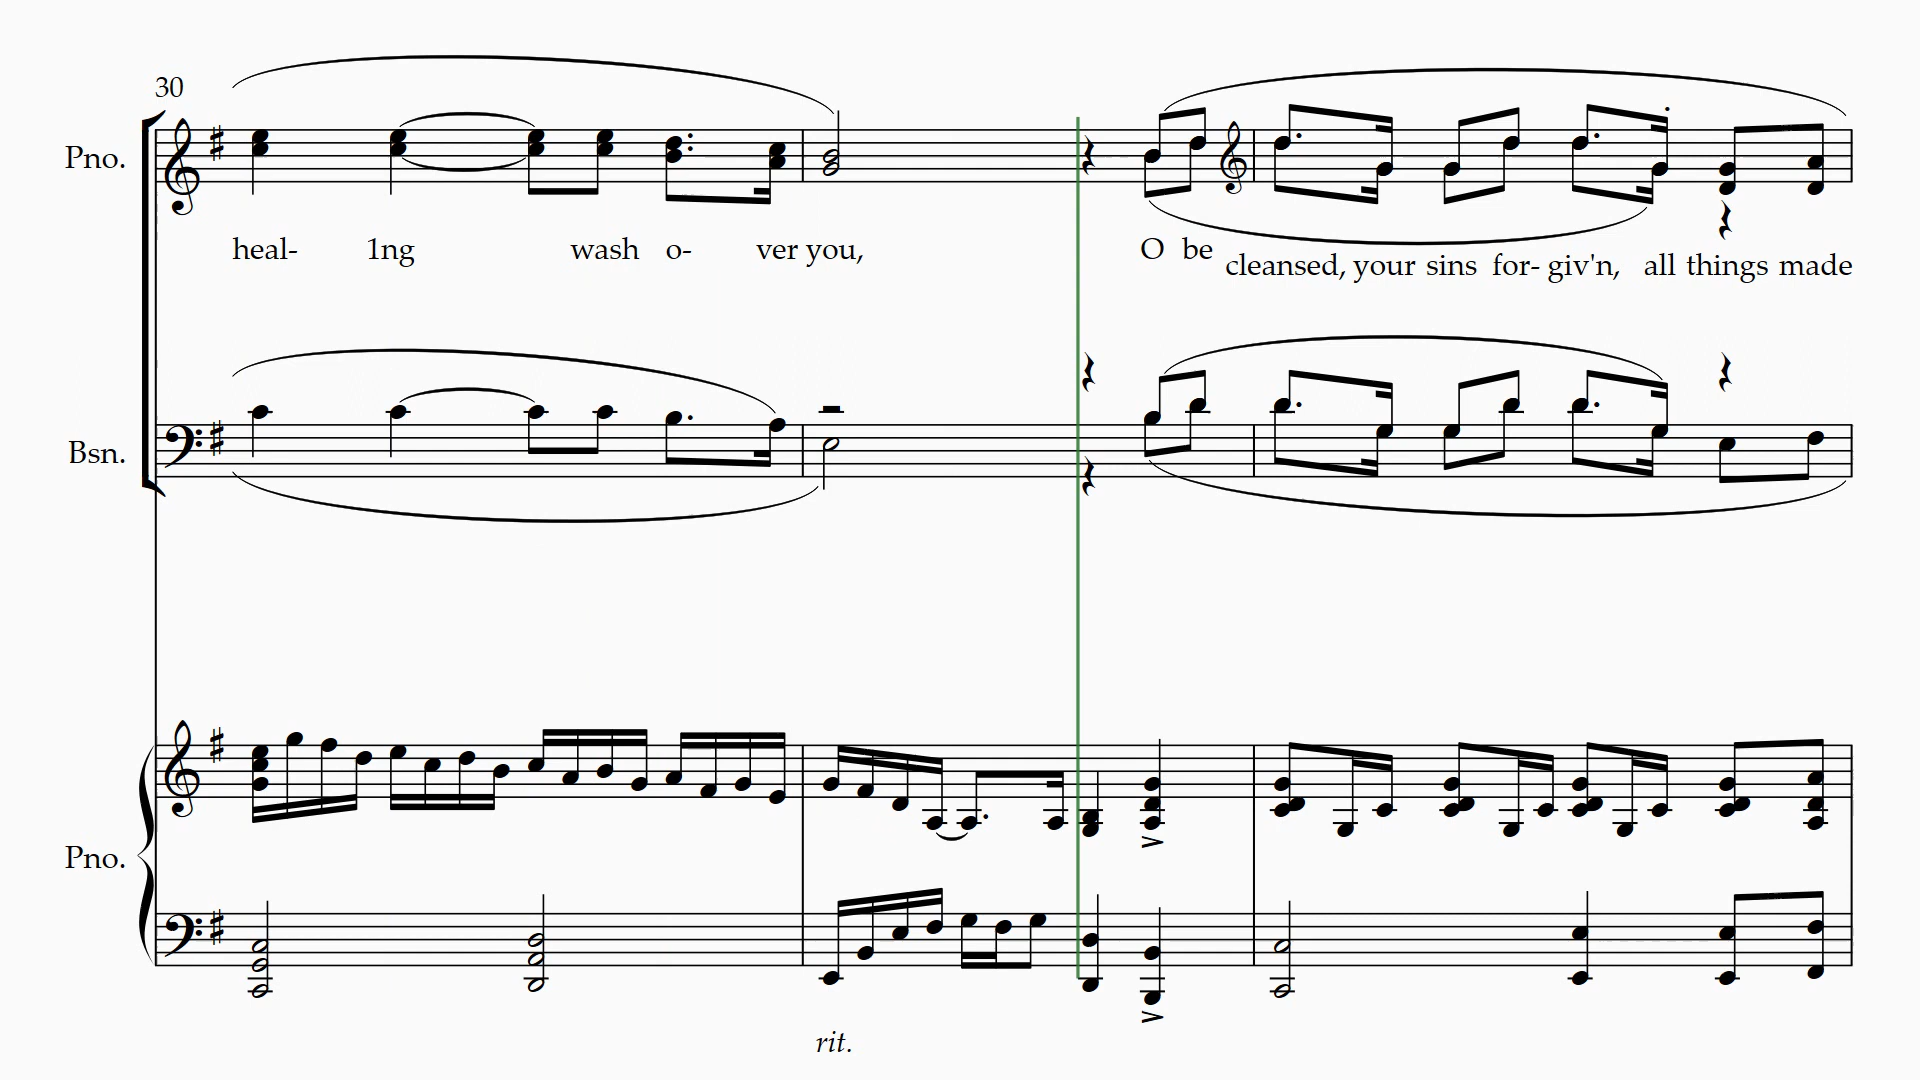 30
Pno.
heal- 1ng wash o- ver you, O be
cleansed, your sins for- giv'n, all things made
Bsn.
Pno.
rit.